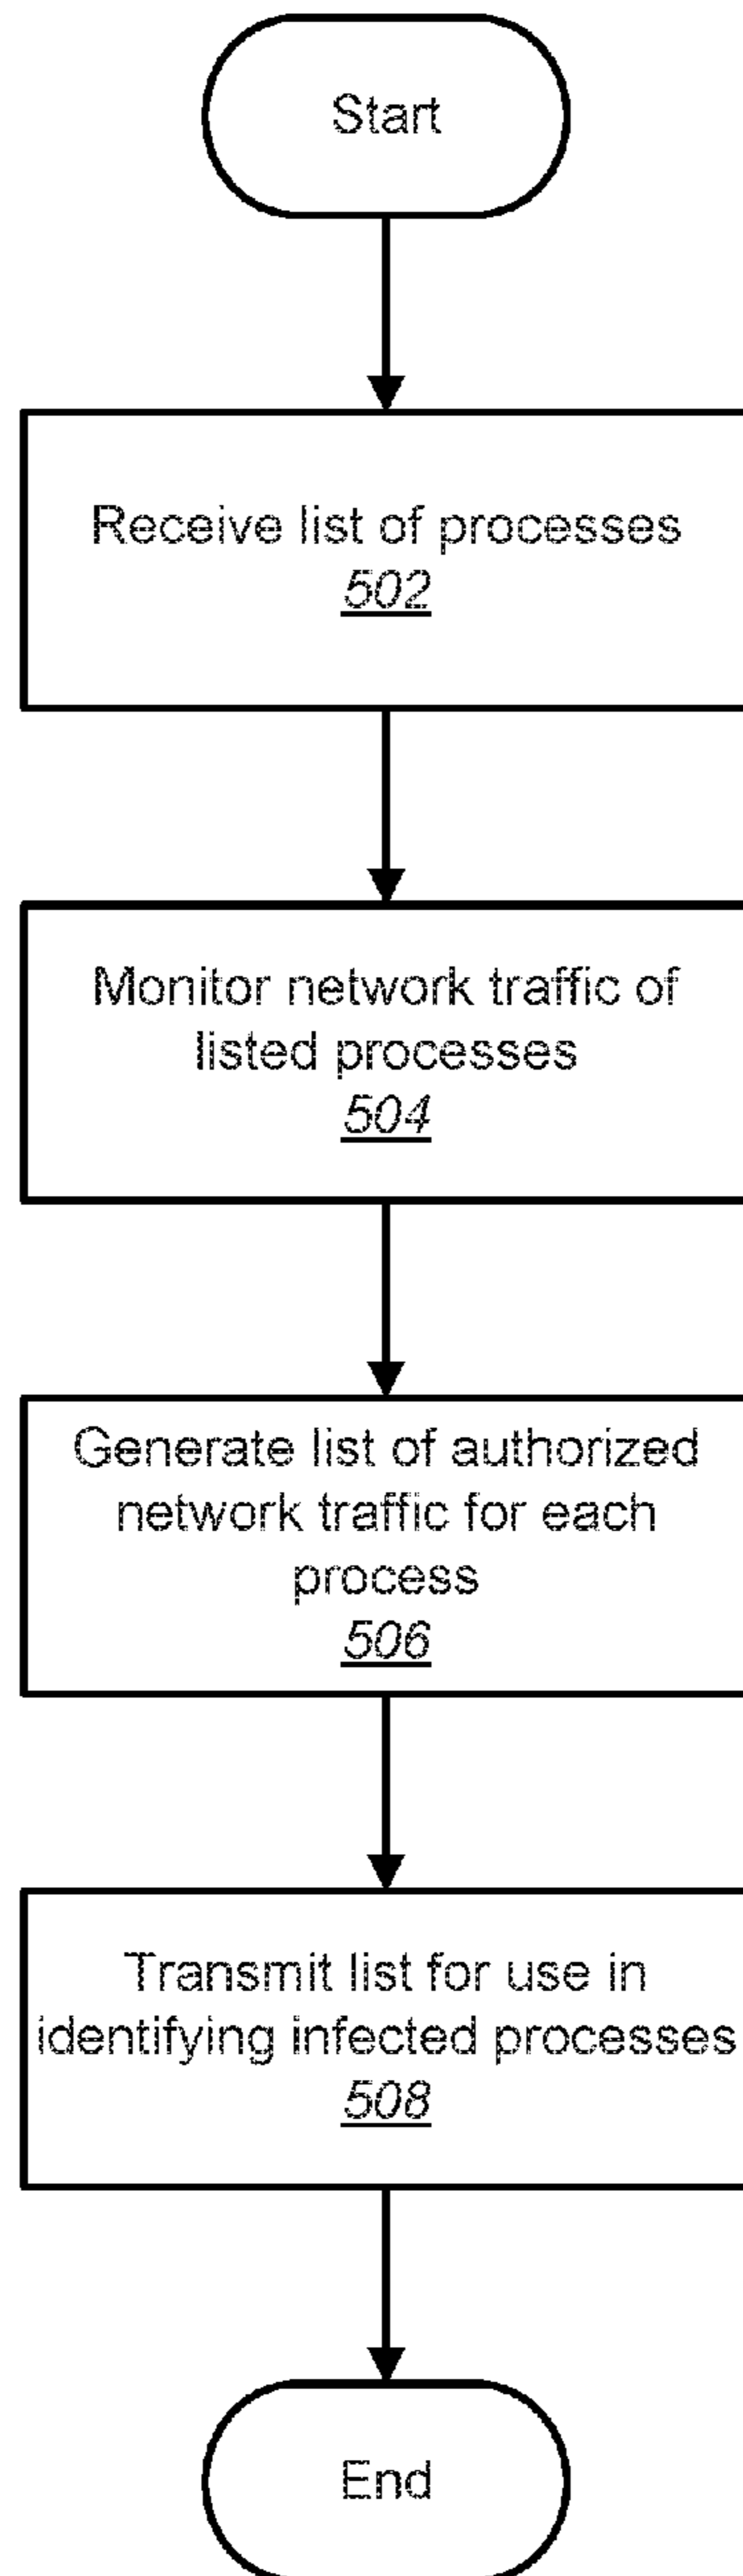 Start
Receive list of processes
502
Monitor network traffic of
listed processes
504
Generate list of authorized
network traffic for each
process
506
Transmit list for use in
identifying infected processes
508
End